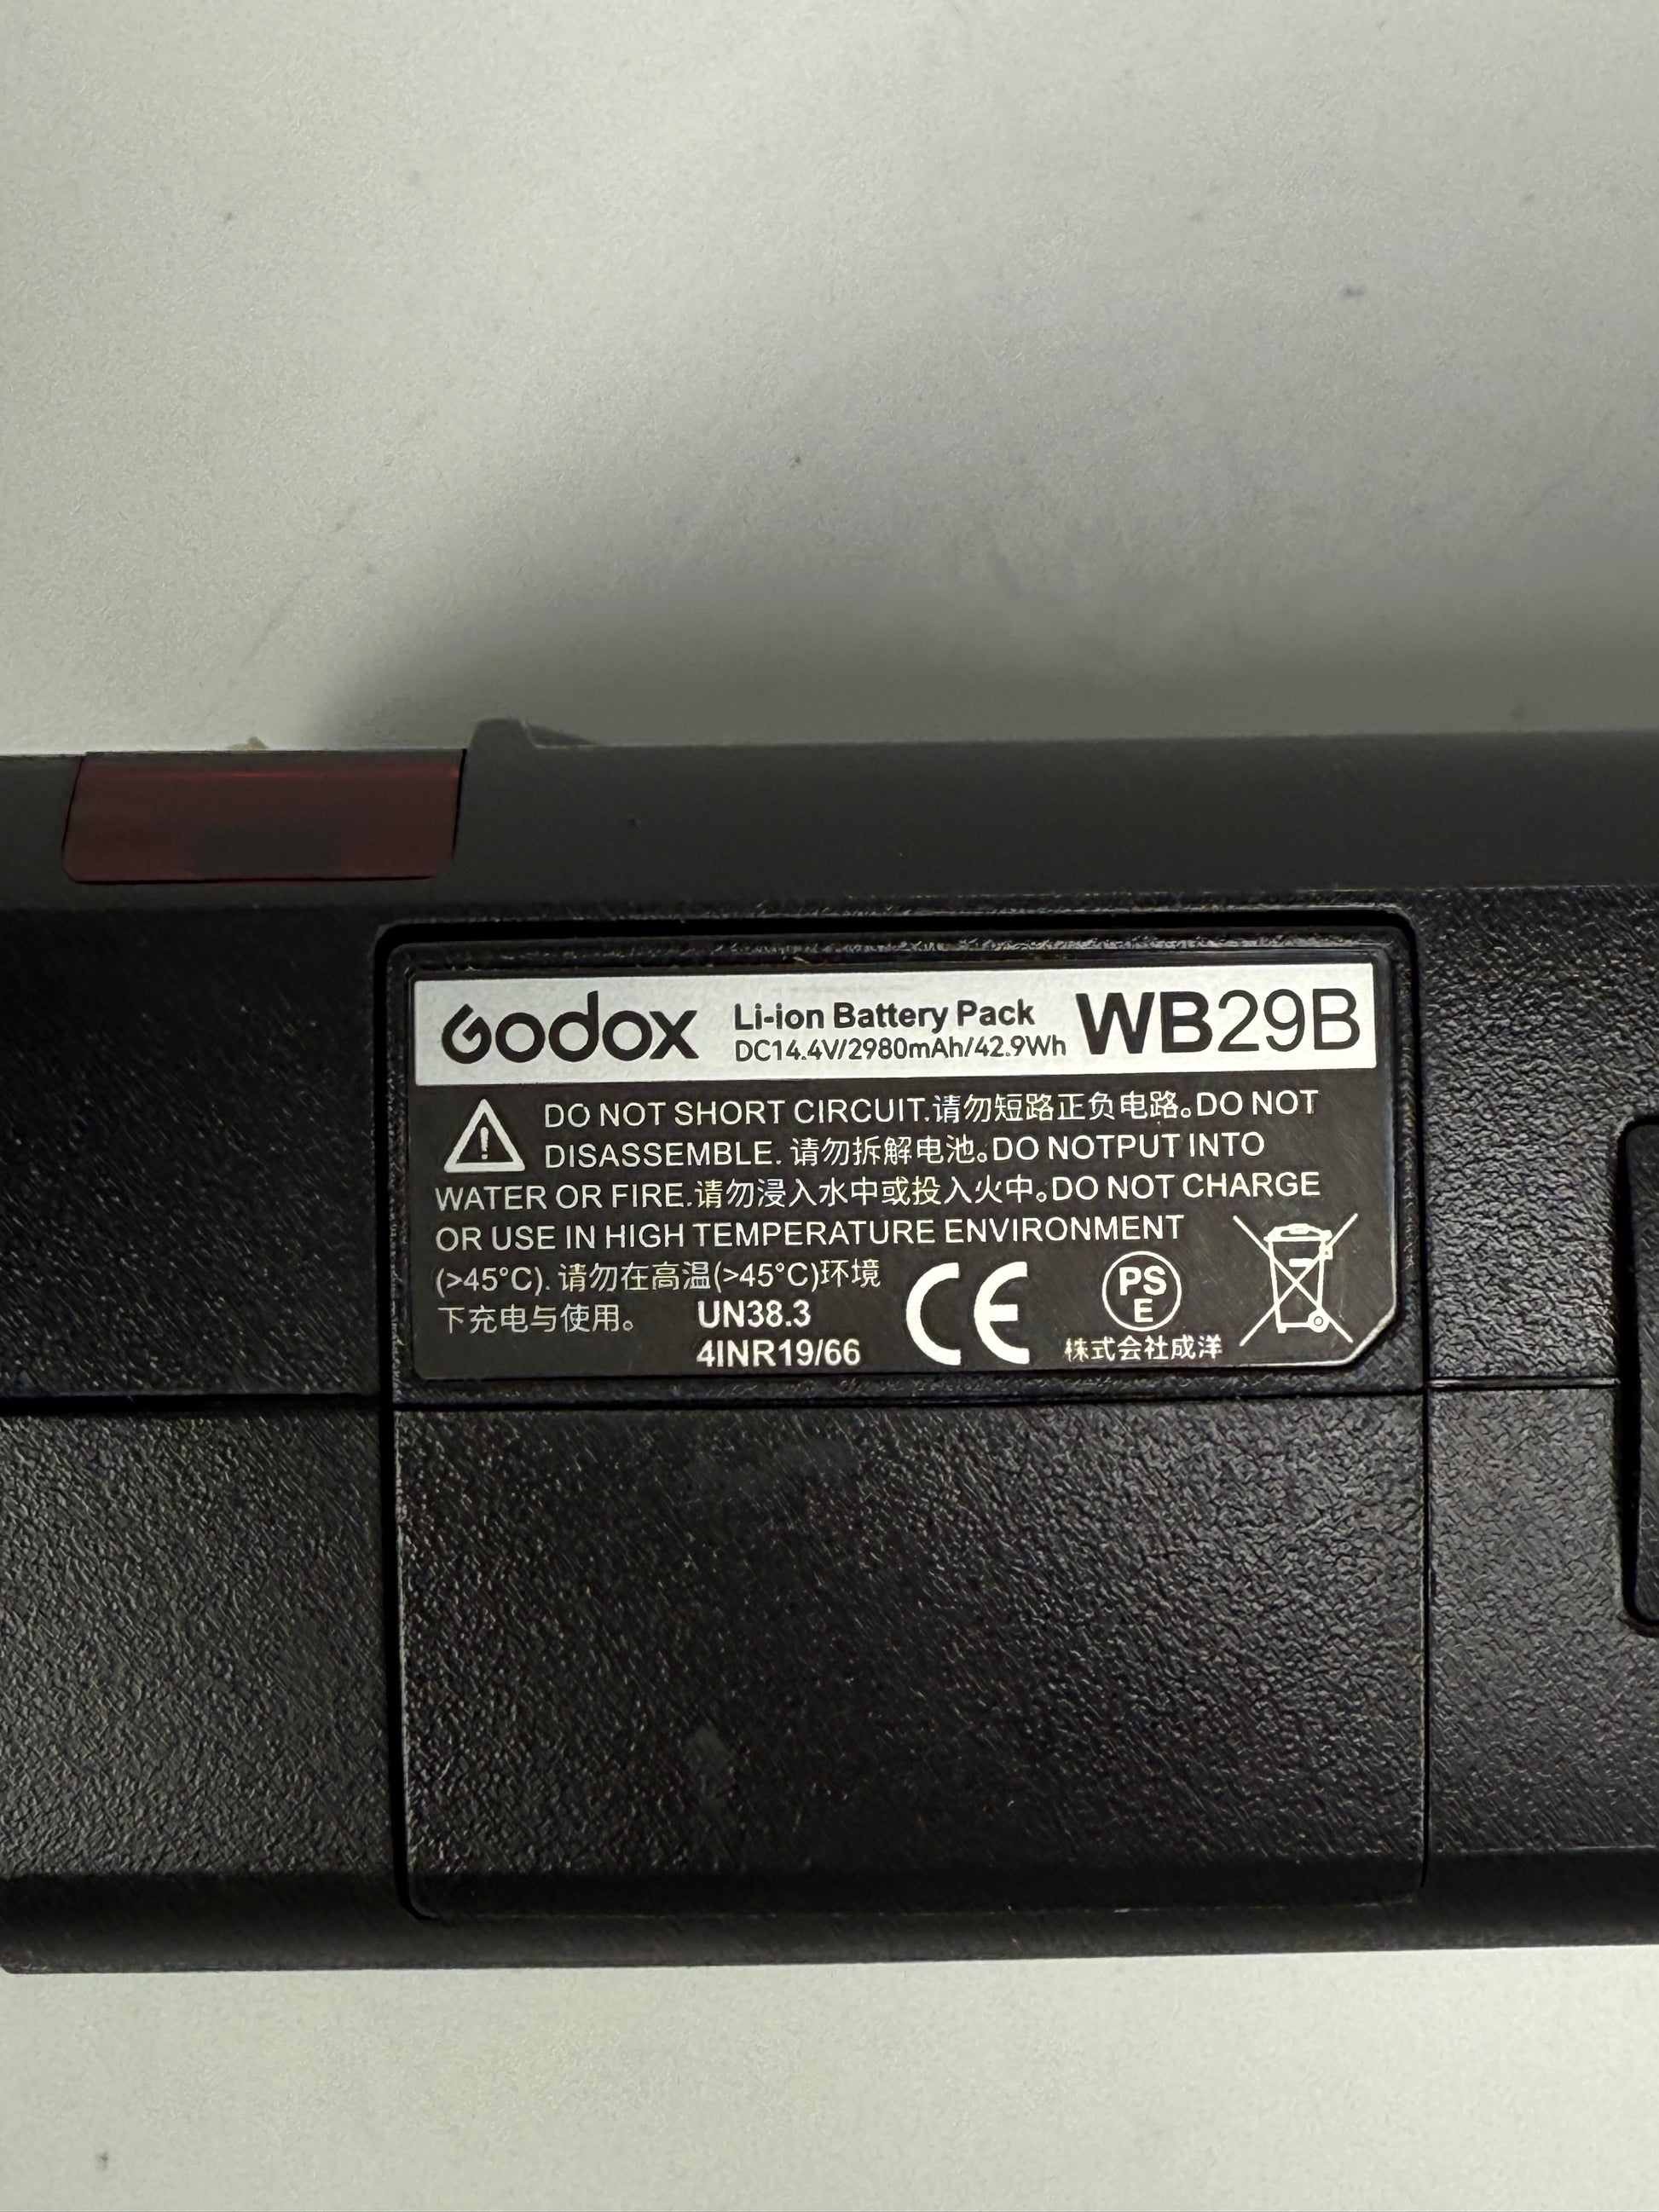 Godox Li-ion Battery Pack WB29B
DC14.4V/2980mAh/42.9Wh
DO NOT SHORT CIRCUIT.请勿短路正负电路。DO NOT
DISASSEMBLE. 请勿拆解电池。DO NOTPUT INTO
WATER OR FIRE.请勿浸入水中或投入火中。DO NOT CHARGE
OR USE IN HIGH TEMPERATURE ENVIRONMENT
(>45°C). 请勿在高温(>45°C)环境
下充电与使用。 UN38.3
4INR19/66
CE
PS
E
株式会社成洋